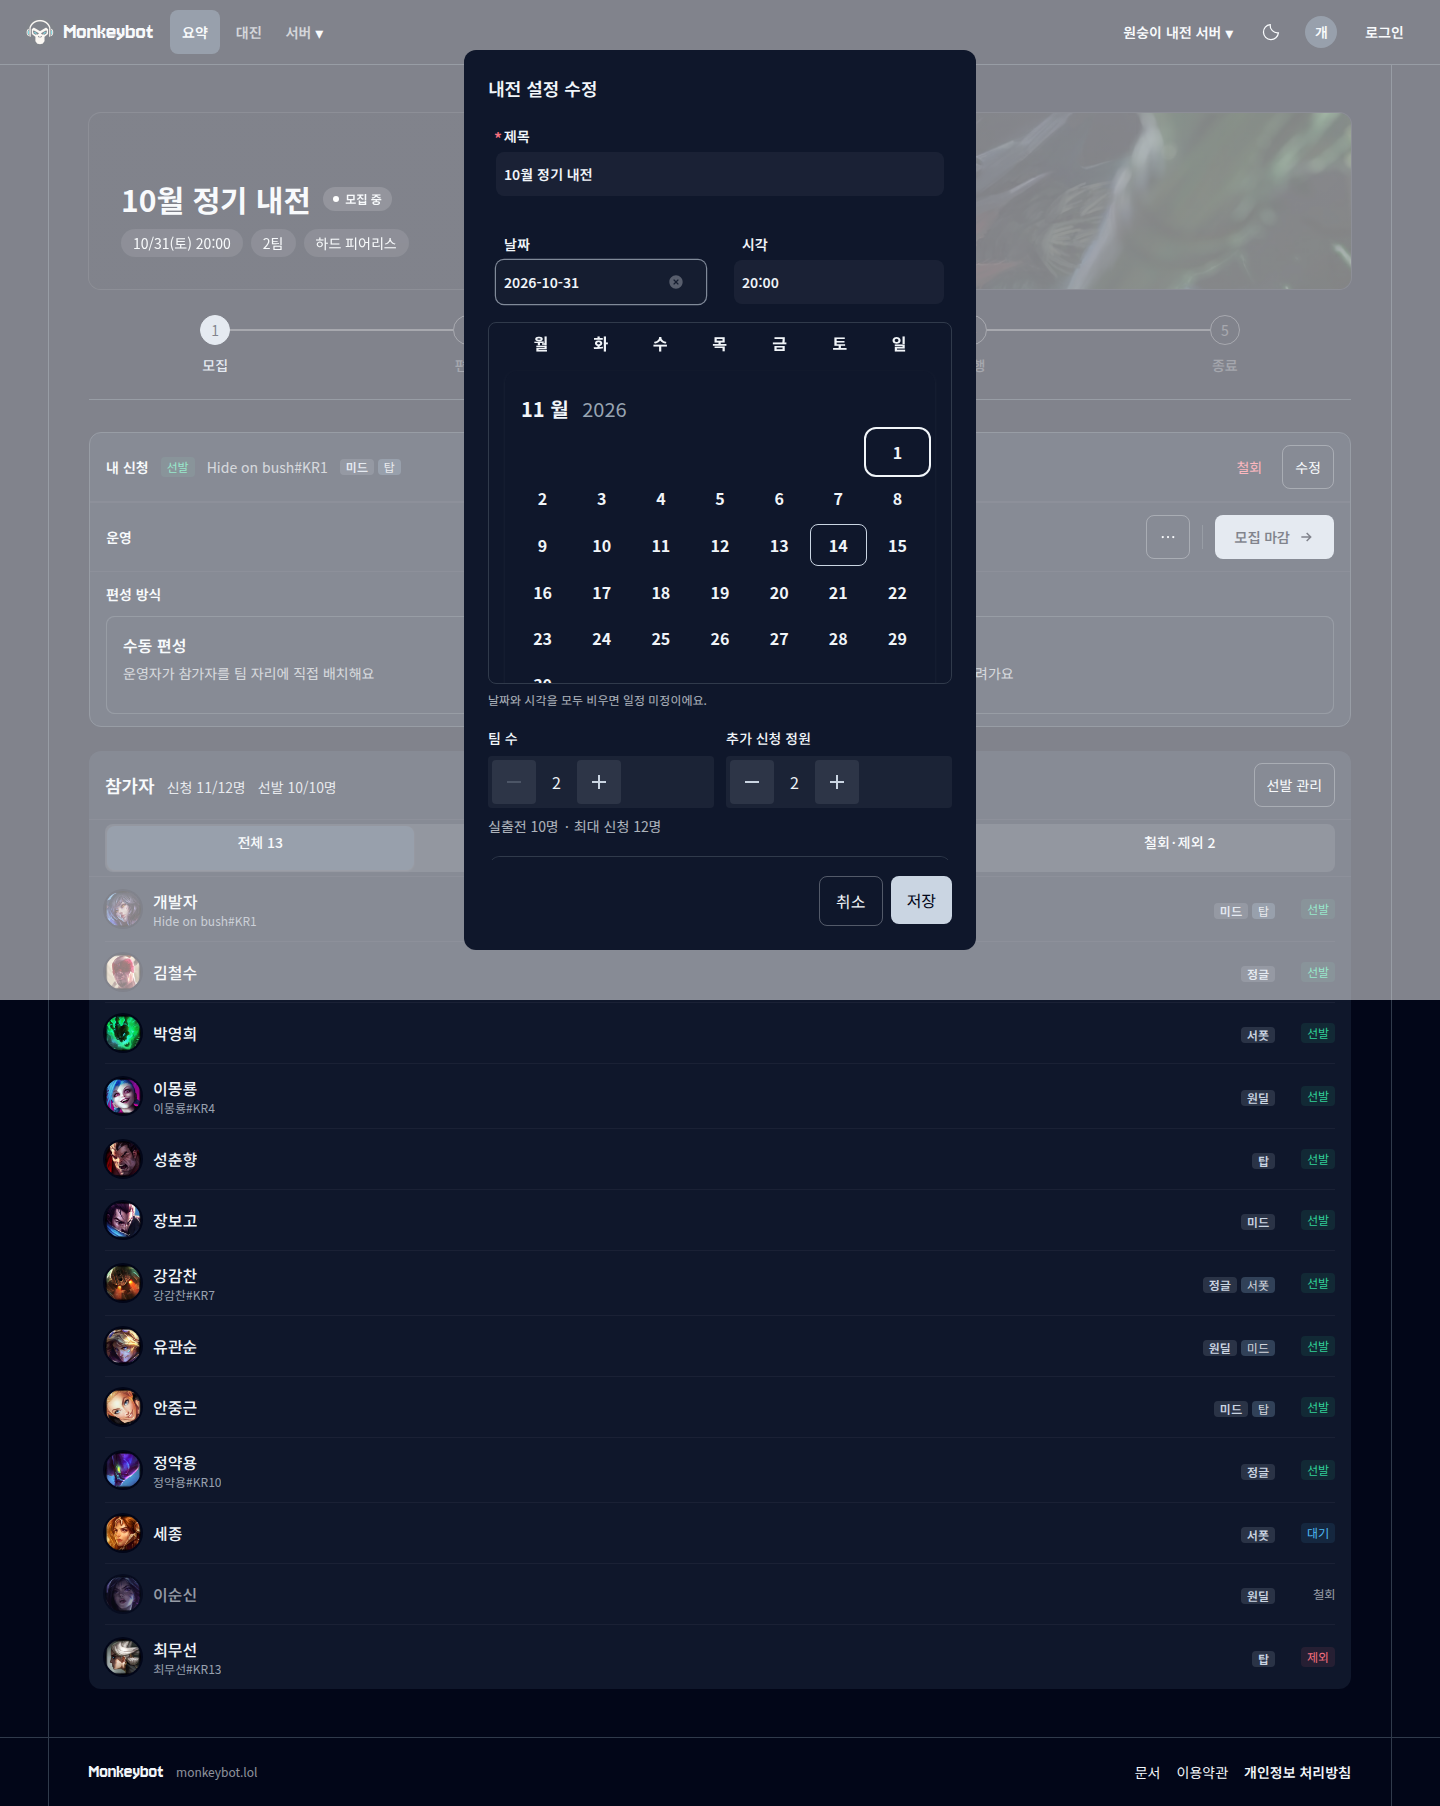 Monkeybot 요약 대진 서버 ▾ 원숭이 내전 서버 ▾ 개 로그인
내전 설정 수정
* 제목
10월 정기 내전
날짜 시각
2026-10-31 20:00
월 화 수 목 금 토 일
11 월 2026
1
2 3 4 5 6 7 8
9 10 11 12 13 14 15
16 17 18 19 20 21 22
23 24 25 26 27 28 29
30
날짜와 시각을 모두 비우면 일정 미정이에요.
팀 수 추가 신청 정원
− 2 + − 2 +
실출전 10명 · 최대 신청 12명
취소 저장
10월 정기 내전 • 모집 중
10/31(토) 20:00 2팀 하드 피어리스
1 5
모집 종료
내 신청 선발 Hide on bush#KR1 미드 탑 철회 수정
운영 ··· 모집 마감 →
편성 방식
수동 편성
운영자가 참가자를 팀 자리에 직접 배치해요 려가요
참가자 신청 11/12명 선발 10/10명 선발 관리
전체 13 철회·제외 2
개발자 미드 탑 선발
Hide on bush#KR1
김철수 정글 선발
박영희 서폿 선발
이몽룡 원딜 선발
이몽룡#KR4
성춘향 탑 선발
장보고 미드 선발
강감찬 정글 서폿 선발
강감찬#KR7
유관순 원딜 미드 선발
안중근 미드 탑 선발
정약용 정글 선발
정약용#KR10
세종 서폿 대기
이순신 원딜 철회
최무선 탑 제외
최무선#KR13
Monkeybot monkeybot.lol 문서 이용약관 개인정보 처리방침